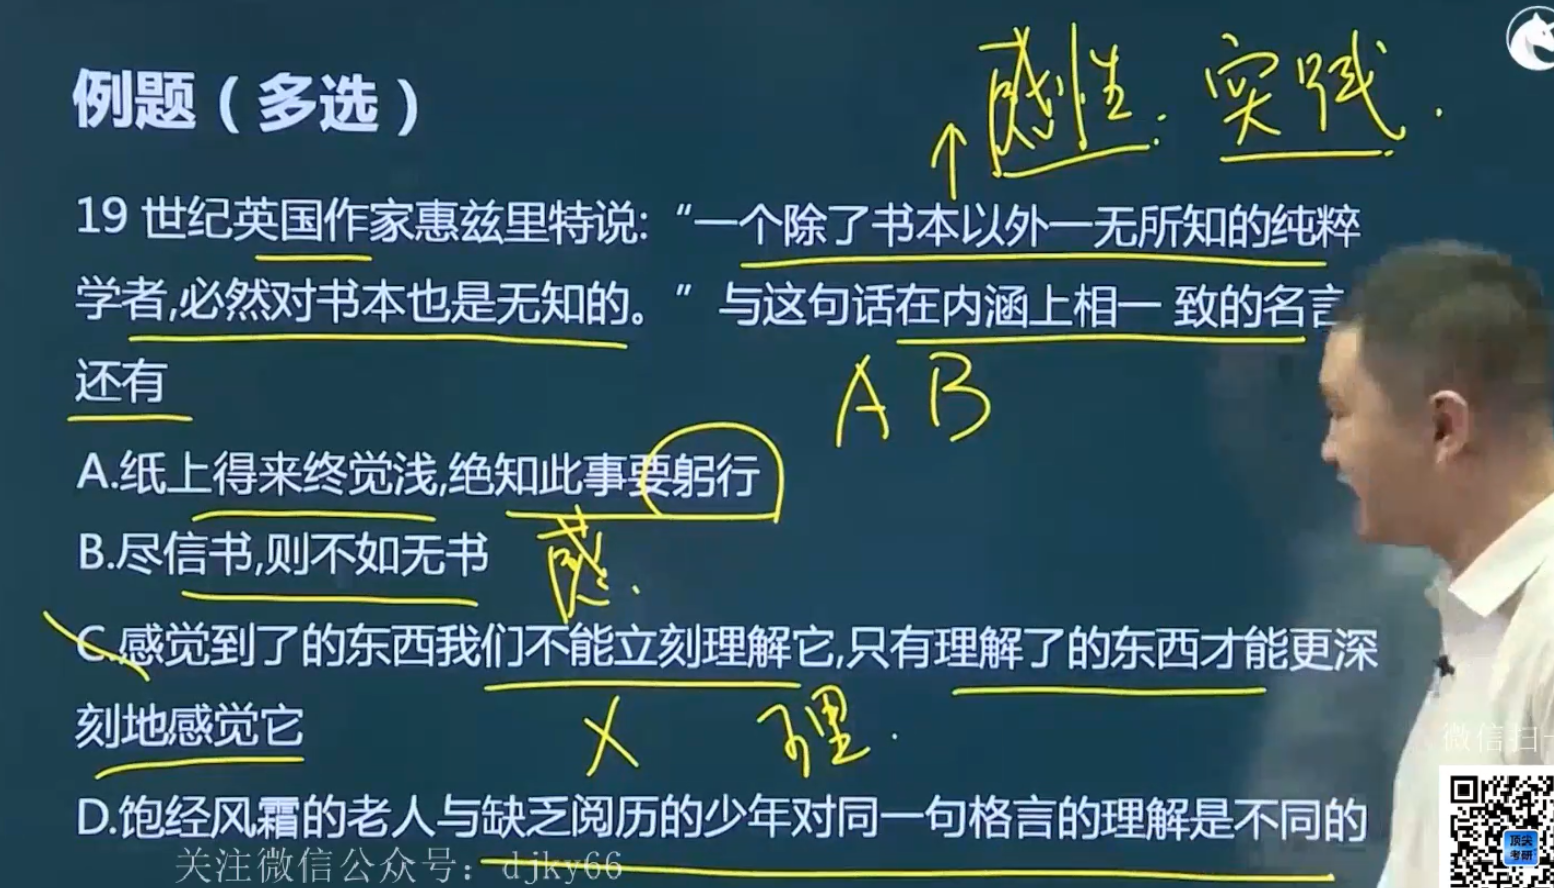 例题（多选）
感性. 实践.
19 世纪英国作家惠兹里特说:“一个除了书本以外一无所知的纯粹
学者,必然对书本也是无知的。”与这句话在内涵上相一 致的名言
还有
A B
A.纸上得来终觉浅,绝知此事要躬行
B.尽信书,则不如无书
感.
C.感觉到了的东西我们不能立刻理解它,只有理解了的东西才能更深
刻地感觉它
理.
微信扫一
D.饱经风霜的老人与缺乏阅历的少年对同一句格言的理解是不同的
顶尖
考研
关注微信公众号：djky66